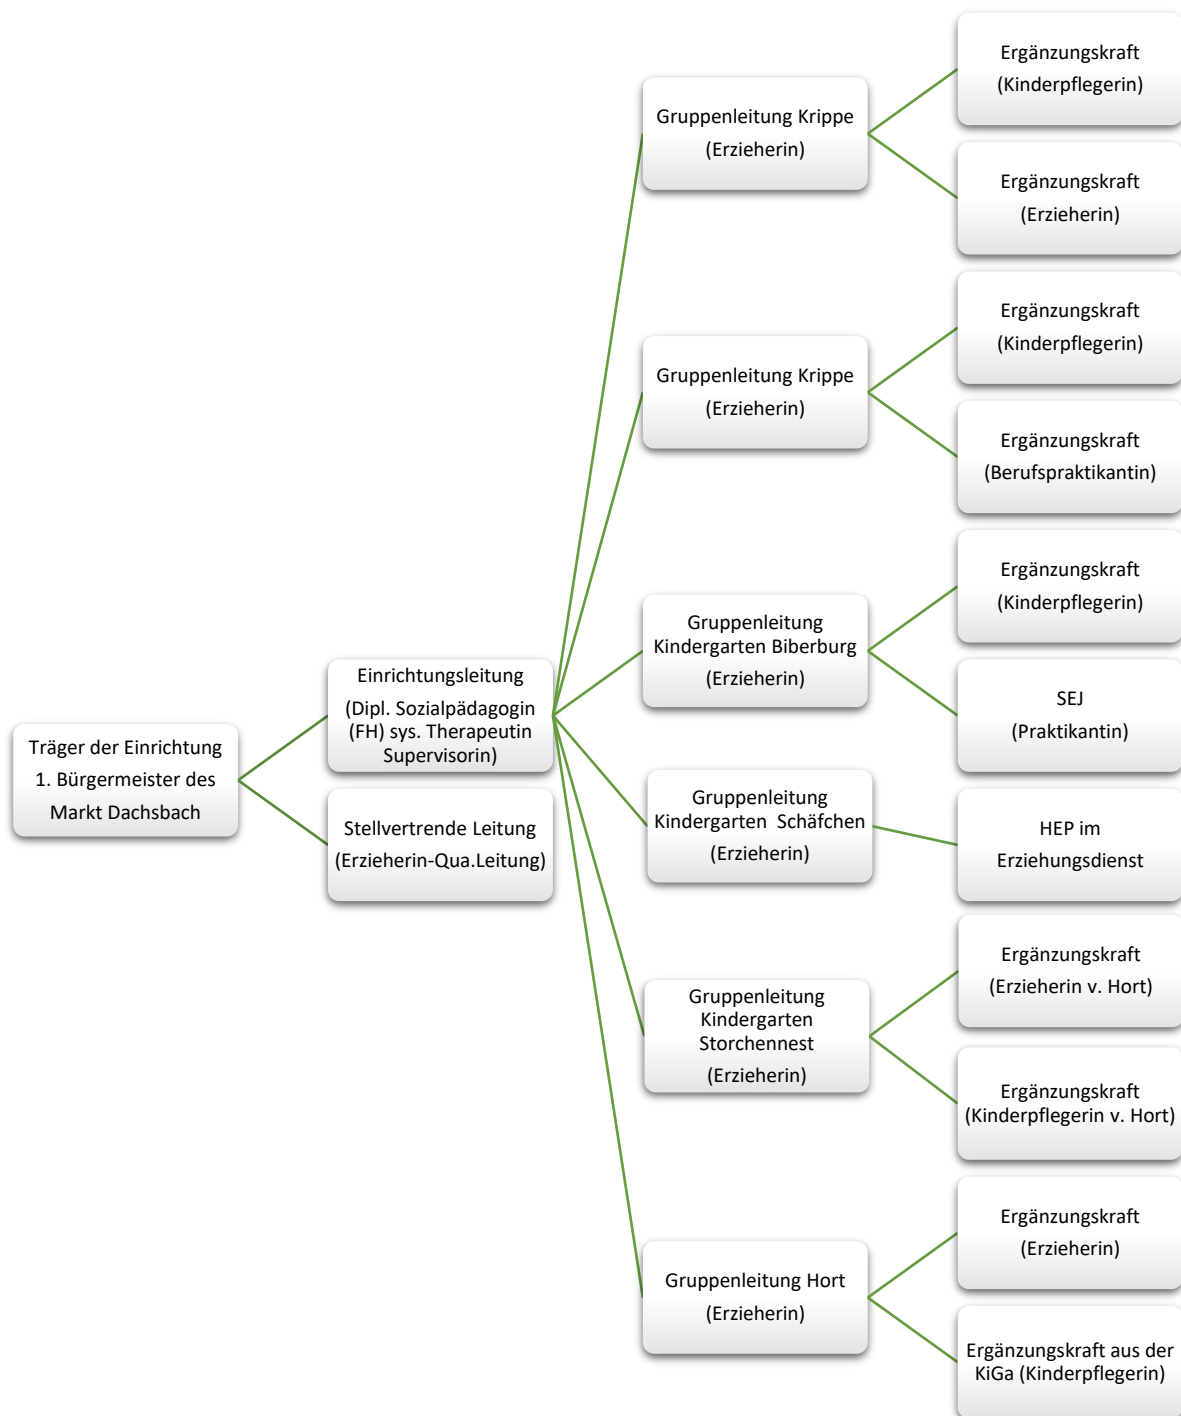 Träger der Einrichtung
1. Bürgermeister des
Markt Dachsbach
Einrichtungsleitung
(Dipl. Sozialpädagogin
(FH) sys. Therapeutin
Supervisorin)
Stellvertrende Leitung
(Erzieherin-Qua.Leitung)
Gruppenleitung Krippe
(Erzieherin)
Ergänzungskraft
(Kinderpflegerin)
Ergänzungskraft
(Erzieherin)
Gruppenleitung Krippe
(Erzieherin)
Ergänzungskraft
(Kinderpflegerin)
Ergänzungskraft
(Berufspraktikantin)
Gruppenleitung
Kindergarten Biberburg
(Erzieherin)
Ergänzungskraft
(Kinderpflegerin)
SEJ
(Praktikantin)
Gruppenleitung
Kindergarten Schäfchen
(Erzieherin)
HEP im
Erziehungsdienst
Gruppenleitung
Kindergarten
Storchennest
(Erzieherin)
Ergänzungskraft
(Erzieherin v. Hort)
Ergänzungskraft
(Kinderpflegerin v. Hort)
Gruppenleitung Hort
(Erzieherin)
Ergänzungskraft
(Erzieherin)
Ergänzungskraft aus der
KiGa (Kinderpflegerin)